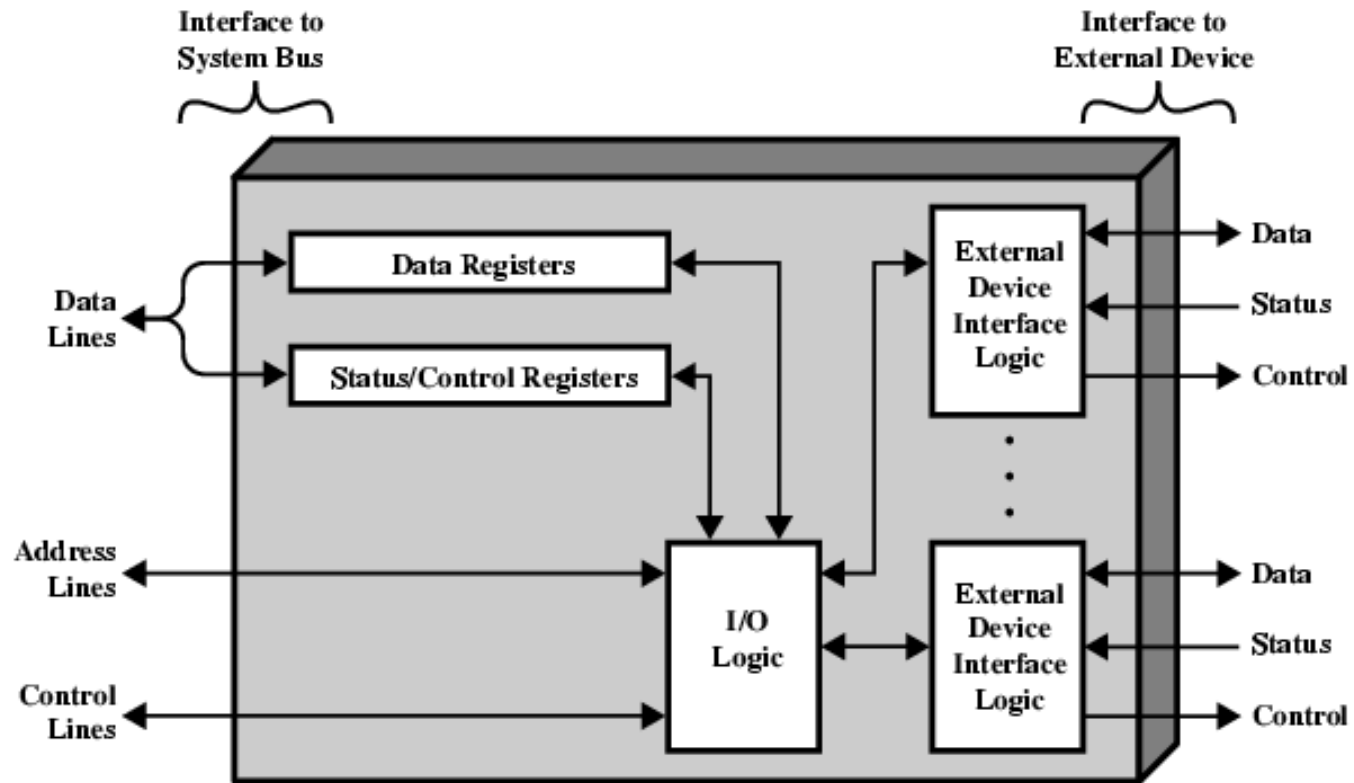 Interface to
System Bus
Interface to
External Device
Data Registers
Status/Control Registers
Data
Lines
Address
Lines
Control
Lines
I/O
Logic
External
Device
Interface
Logic
Data
Status
Control
External
Device
Interface
Logic
Data
Status
Control